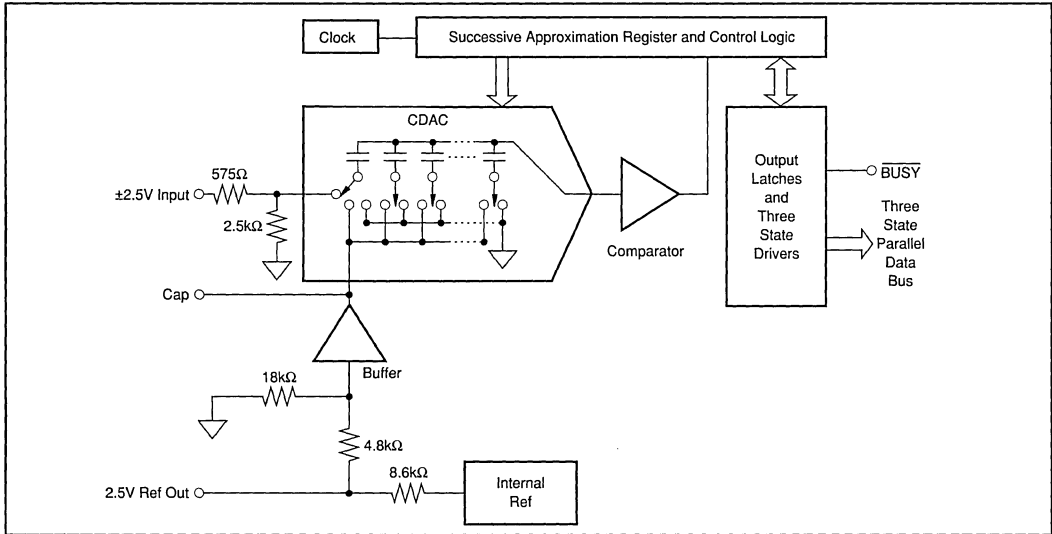 Clock
Successive Approximation Register and Control Logic
CDAC
±2.5V Input
575Ω
2.5kΩ
Comparator
Output
Latches
and
Three
State
Drivers
BUSY
Three
State
Parallel
Data
Bus
Cap
Buffer
18kΩ
4.8kΩ
2.5V Ref Out
8.6kΩ
Internal
Ref